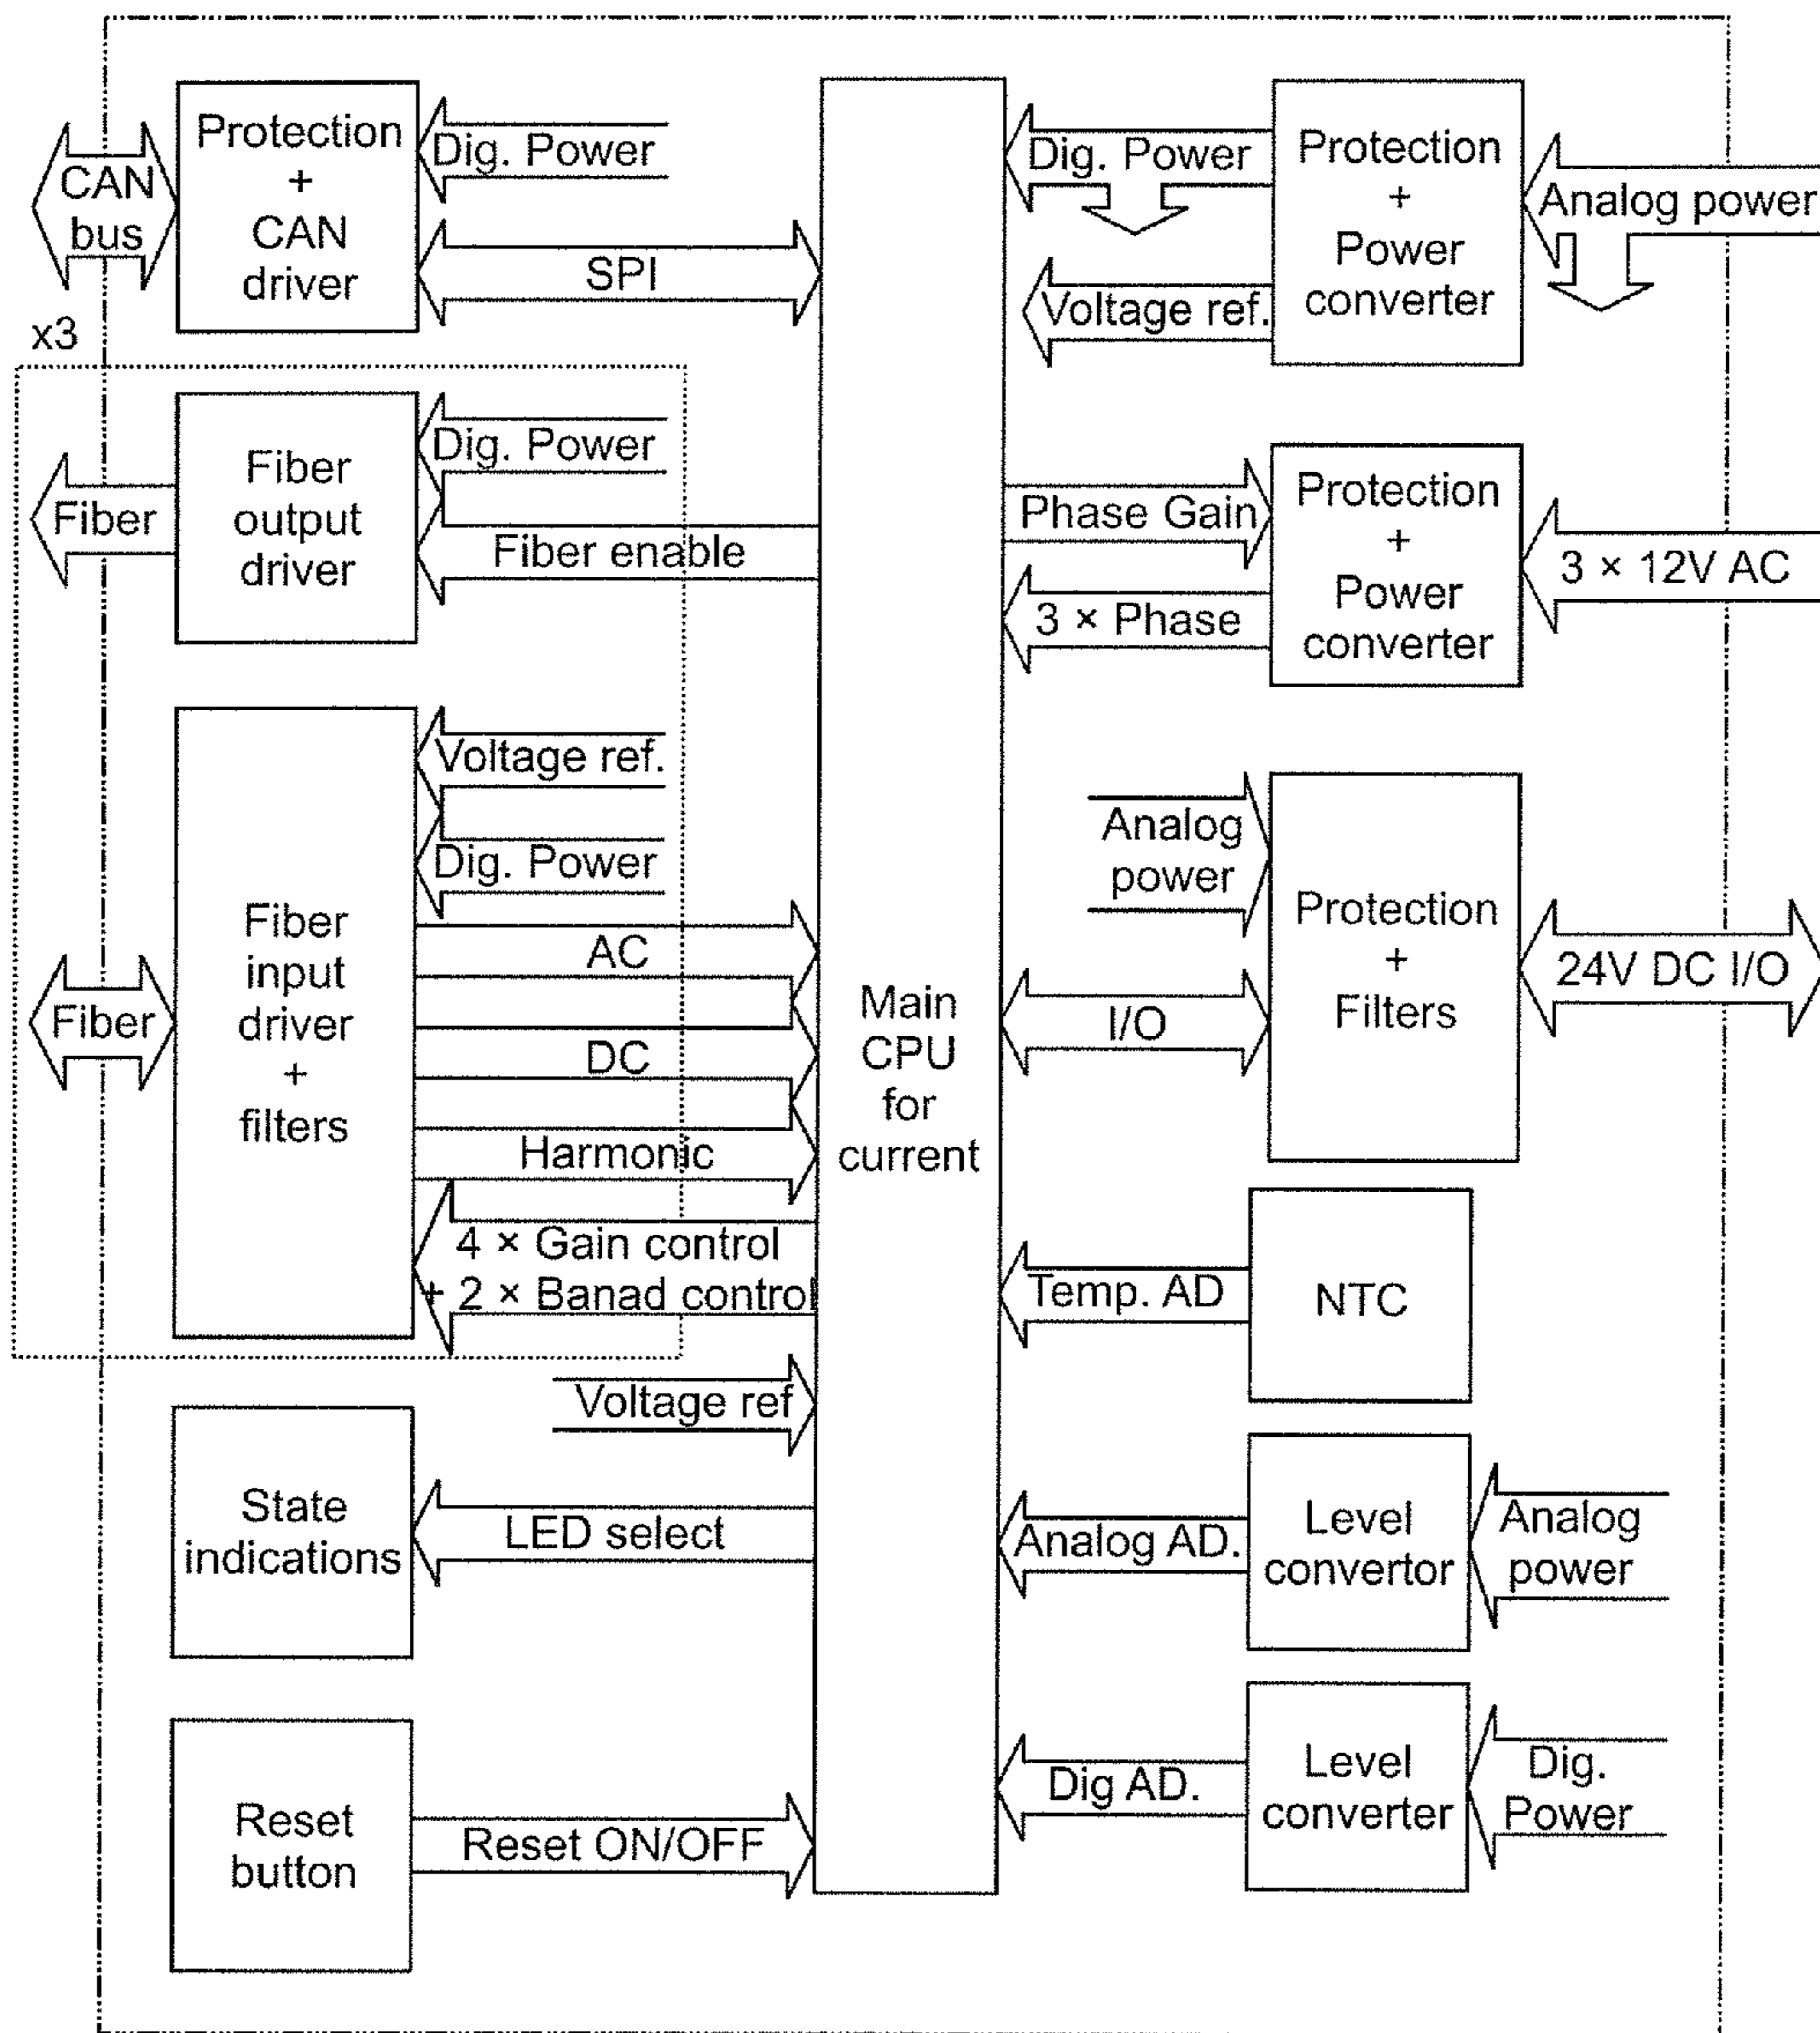 Protection
+
CAN
driver
CAN
bus
Dig. Power
SPI
x3
Fiber
output
driver
Fiber
Dig. Power
Fiber enable
Fiber
input
driver
+
filters
Fiber
Voltage ref.
Dig. Power
AC
DC
Harmonic
4 × Gain control
+ 2 × Banad control
Voltage ref
State
indications
LED select
Reset
button
Reset ON/OFF
Main
CPU
for
current
Dig. Power
Voltage ref.
Protection
+
Power
converter
Analog power
Phase Gain
3 × Phase
Protection
+
Power
converter
3 × 12V AC
Analog
power
I/O
Protection
+
Filters
24V DC I/O
Temp. AD
NTC
Analog AD.
Level
convertor
Analog
power
Dig AD.
Level
converter
Dig.
Power